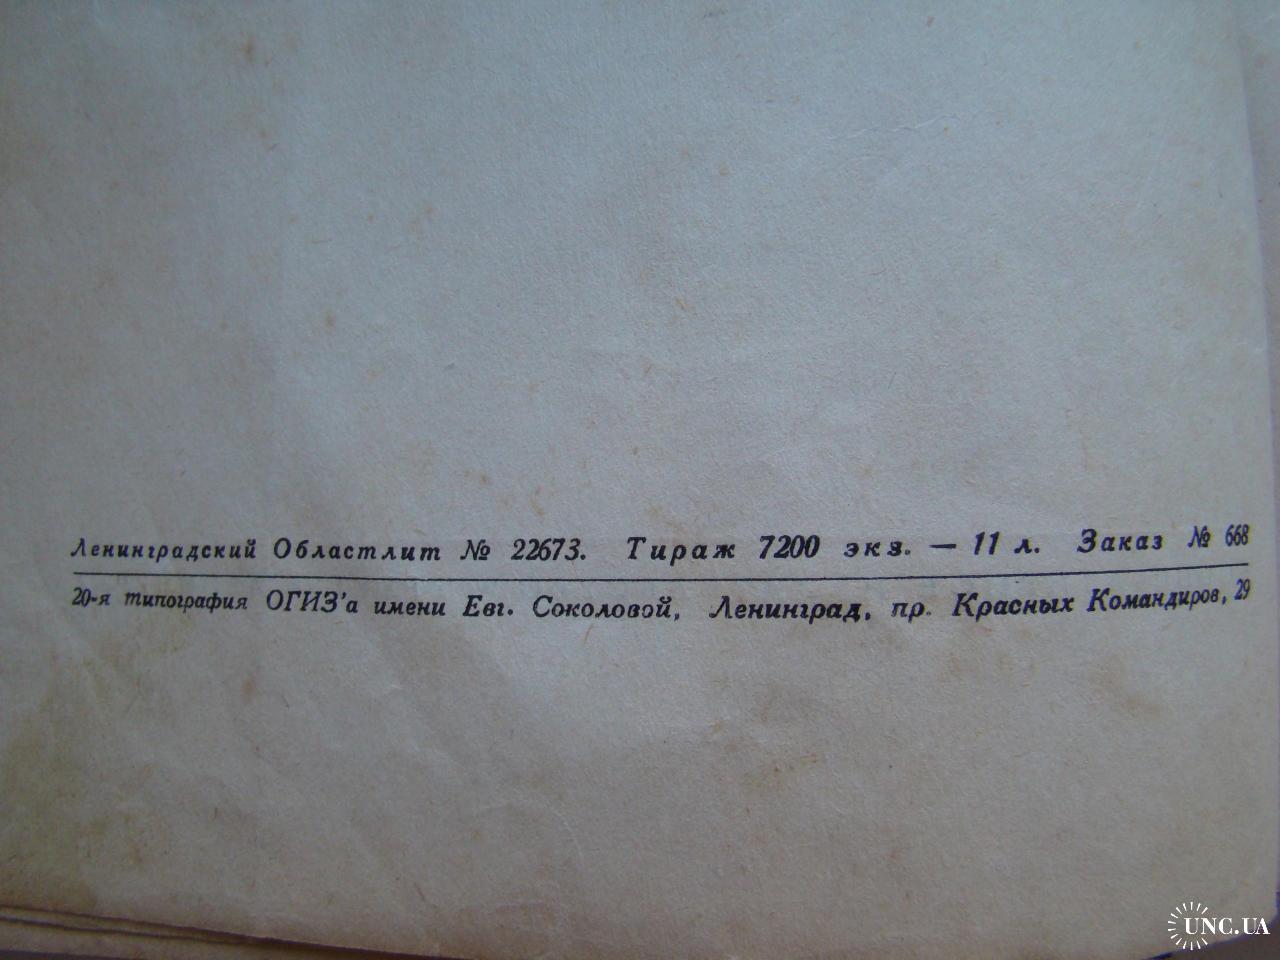 Ленинградский Областлит № 22673. Тираж 7200 экз. — 11 л. Заказ № 668
20-я типография ОГИЗ'а имени Евг. Соколовой, Ленинград, пр. Красных Командиров, 29
UNC.UA